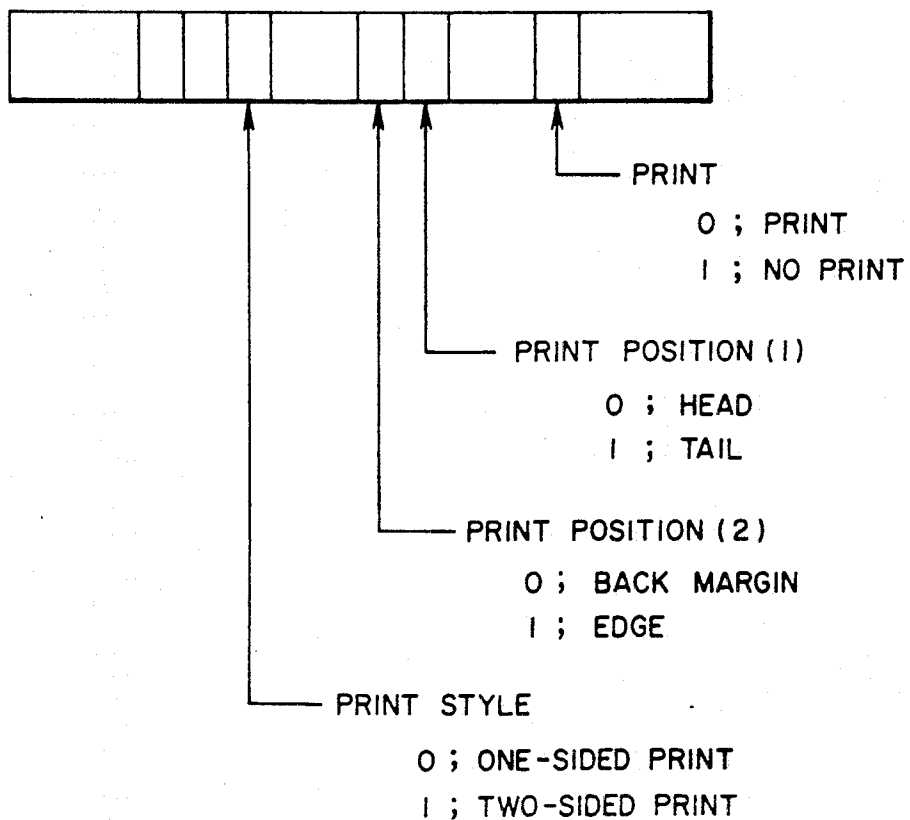 PRINT
0 ; PRINT
1 ; NO PRINT
PRINT POSITION (1)
0 ; HEAD
1 ; TAIL
PRINT POSITION (2)
0 ; BACK MARGIN
1 ; EDGE
PRINT STYLE
0 ; ONE-SIDED PRINT
1 ; TWO-SIDED PRINT